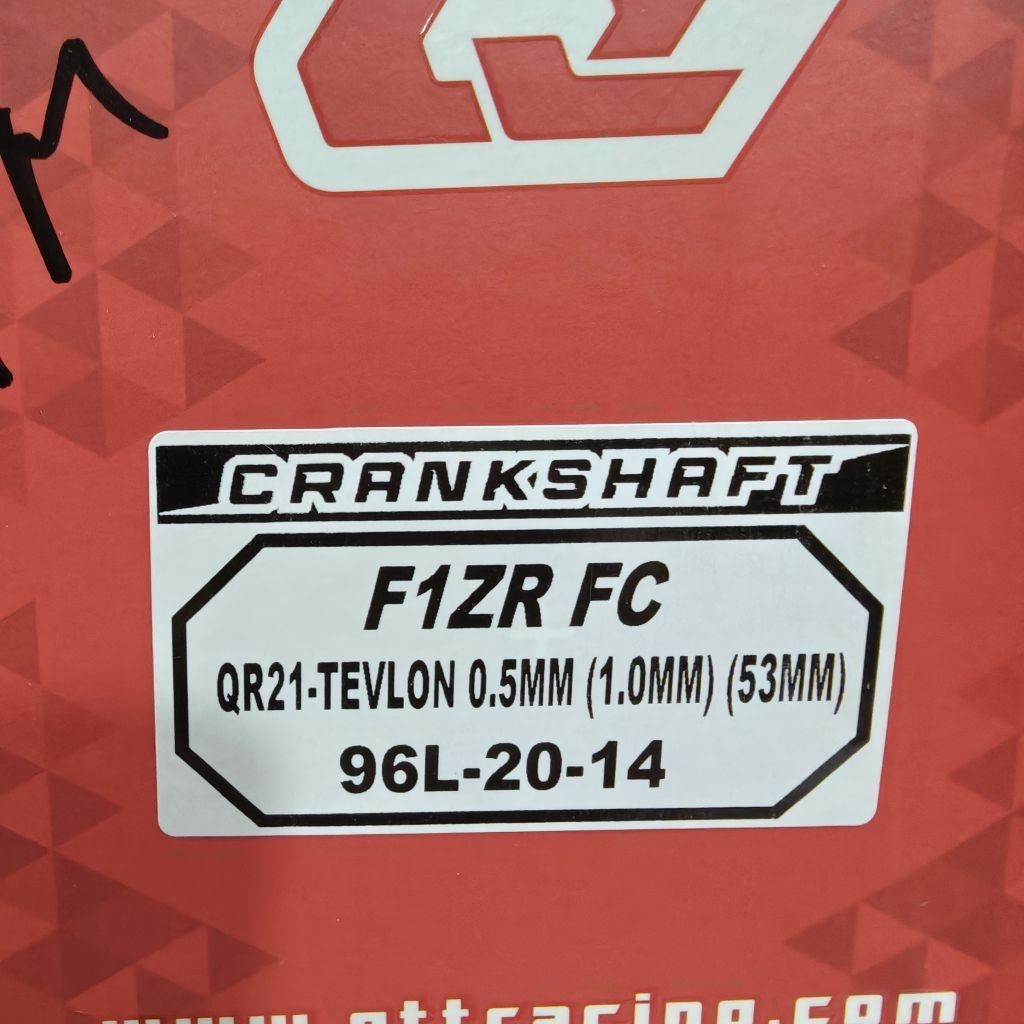 CRANKSHAFT
F1ZR FC
QR21-TEVLON 0.5MM (1.0MM) (53MM)
96L-20-14